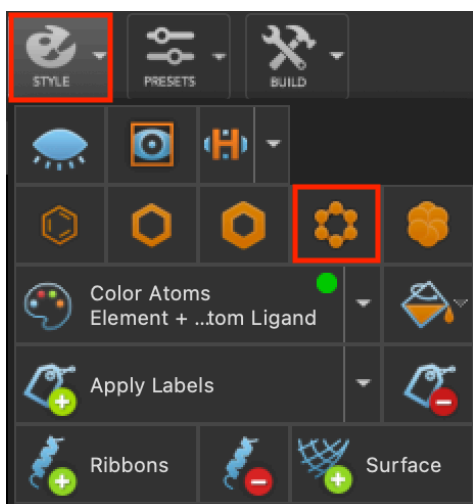 STYLE
PRESETS
BUILD
H
Color Atoms
Element + ...tom Ligand
Apply Labels
Ribbons
Surface